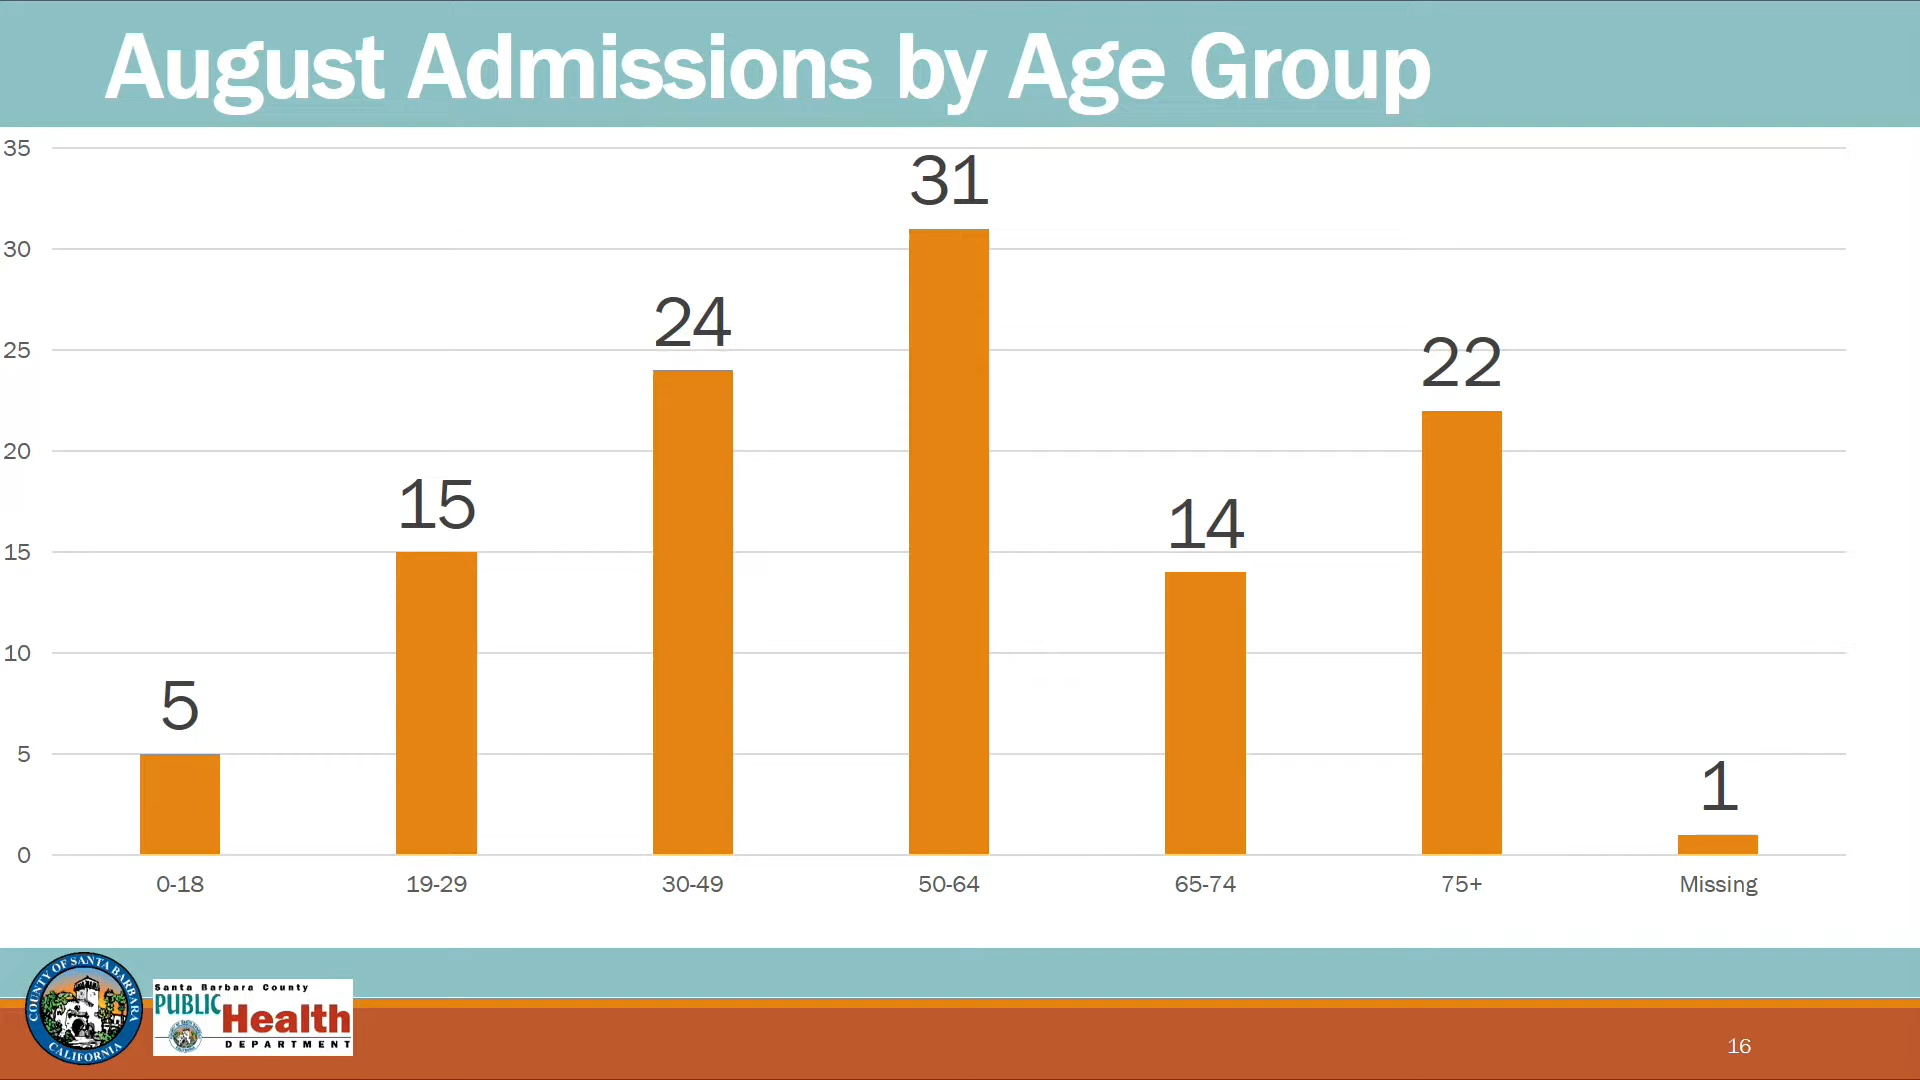 August Admissions by Age Group
35
30
25
20
15
10
5
0
5
15
24
31
14
22
1
0-18
19-29
30-49
50-64
65-74
75+
Missing
COUNTY OF SANTA BARBARA
CALIFORNIA
Santa Barbara County
PUBLIC
Health
DEPARTMENT
16